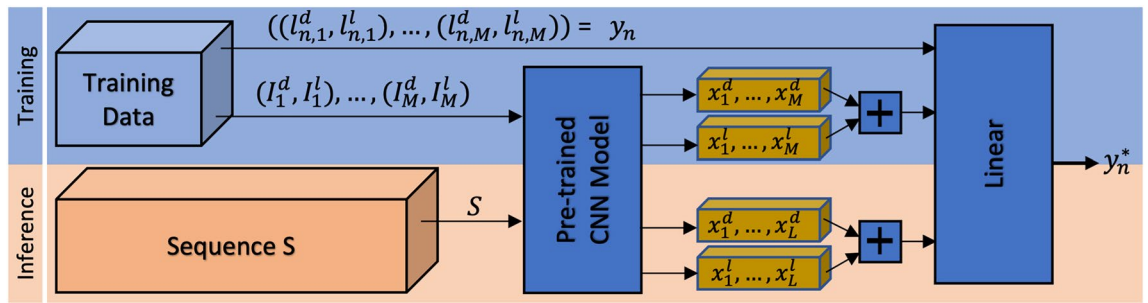 Training
Training
Data
((l^d_{n,1}, l^l_{n,1}), … , (l^d_{n,M}, l^l_{n,M})) = y_n
(I^d_1, I^l_1), … , (I^d_M, I^l_M)
Pre-trained
CNN Model
x^d_1, … , x^d_M
x^l_1, … , x^l_M
+
Linear
y^*_n
Inference
Sequence S
S
x^d_1, … , x^d_L
x^l_1, … , x^l_L
+